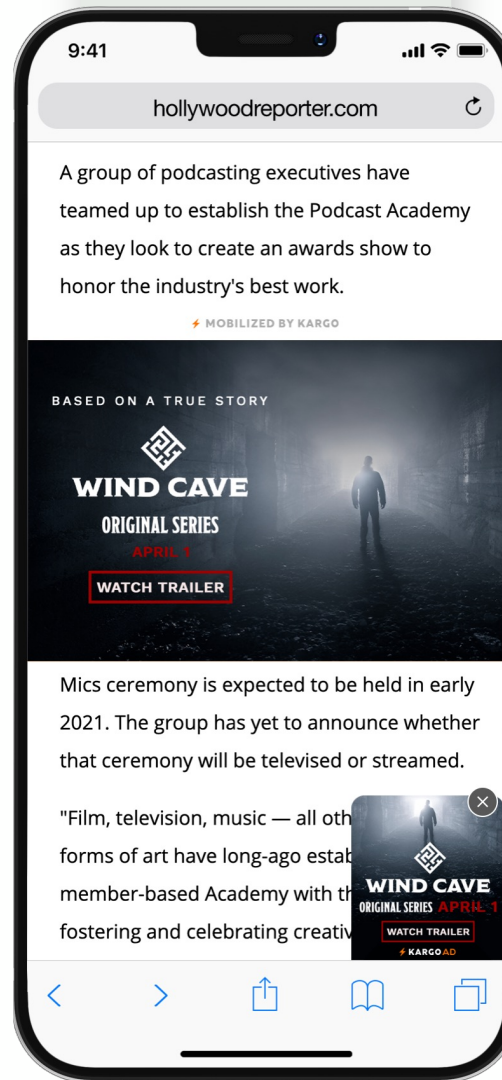 9:41
hollywoodreporter.com
A group of podcasting executives have
teamed up to establish the Podcast Academy
as they look to create an awards show to
honor the industry's best work.
MOBILIZED BY KARGO
BASED ON A TRUE STORY
WIND CAVE
ORIGINAL SERIES
APRIL 1
WATCH TRAILER
Mics ceremony is expected to be held in early
2021. The group has yet to announce whether
that ceremony will be televised or streamed.
"Film, television, music — all oth
forms of art have long-ago estab
member-based Academy with th
fostering and celebrating creativ
WIND CAVE
ORIGINAL SERIES APRIL 1
WATCH TRAILER
KARGO AD